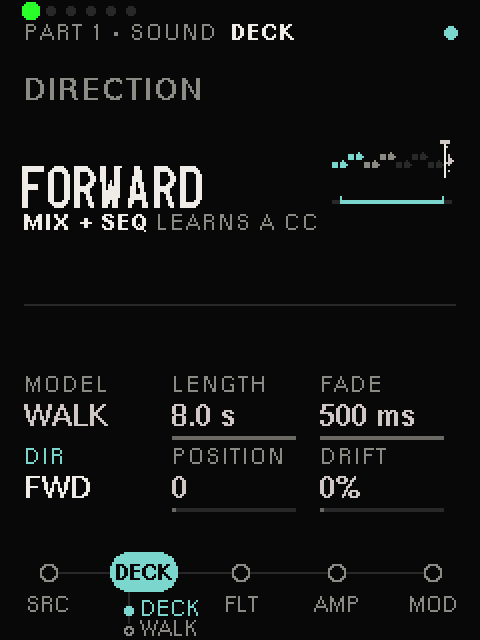 PART 1 · SOUND DECK
DIRECTION
FORWARD
MIX + SEQ LEARNS A CC
MODEL LENGTH FADE
WALK 8.0 s 500 ms
DIR POSITION DRIFT
FWD 0 0%
DECK
SRC DECK FLT AMP MOD
WALK